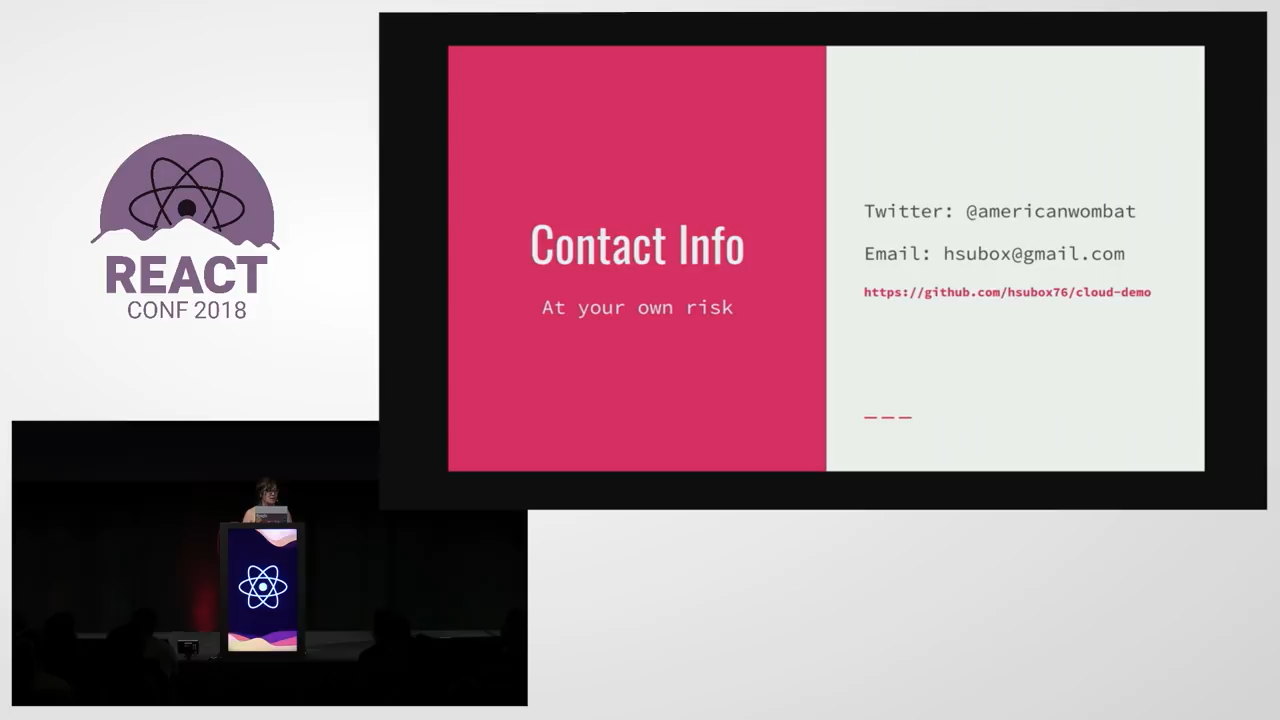 REACT
CONF 2018
Contact Info
At your own risk
Twitter: @americanwombat
Email: hsubox@gmail.com
https://github.com/hsubox76/cloud-demo